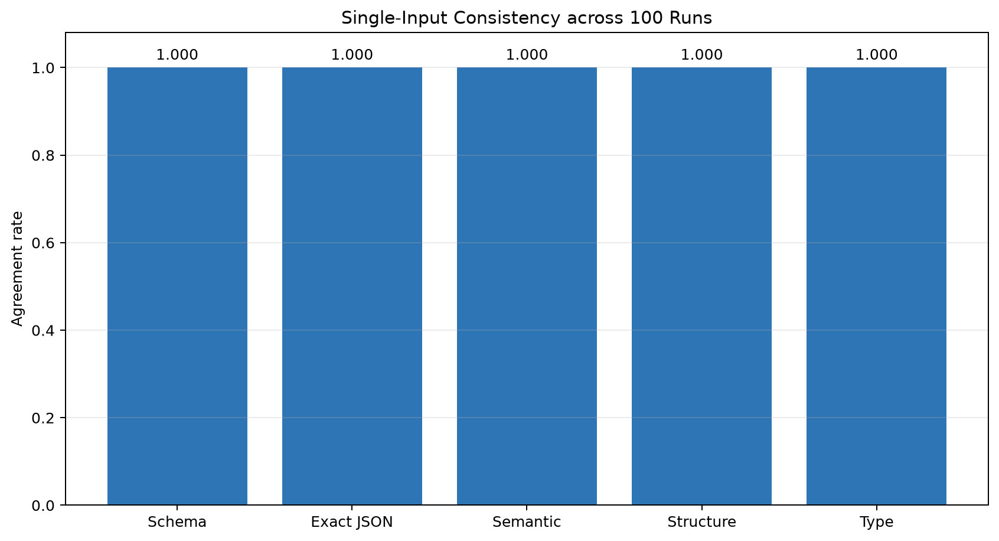 Single-Input Consistency across 100 Runs
1.000 1.000 1.000 1.000 1.000
1.0
0.8
0.6
0.4
0.2
0.0
Agreement rate
Schema Exact JSON Semantic Structure Type